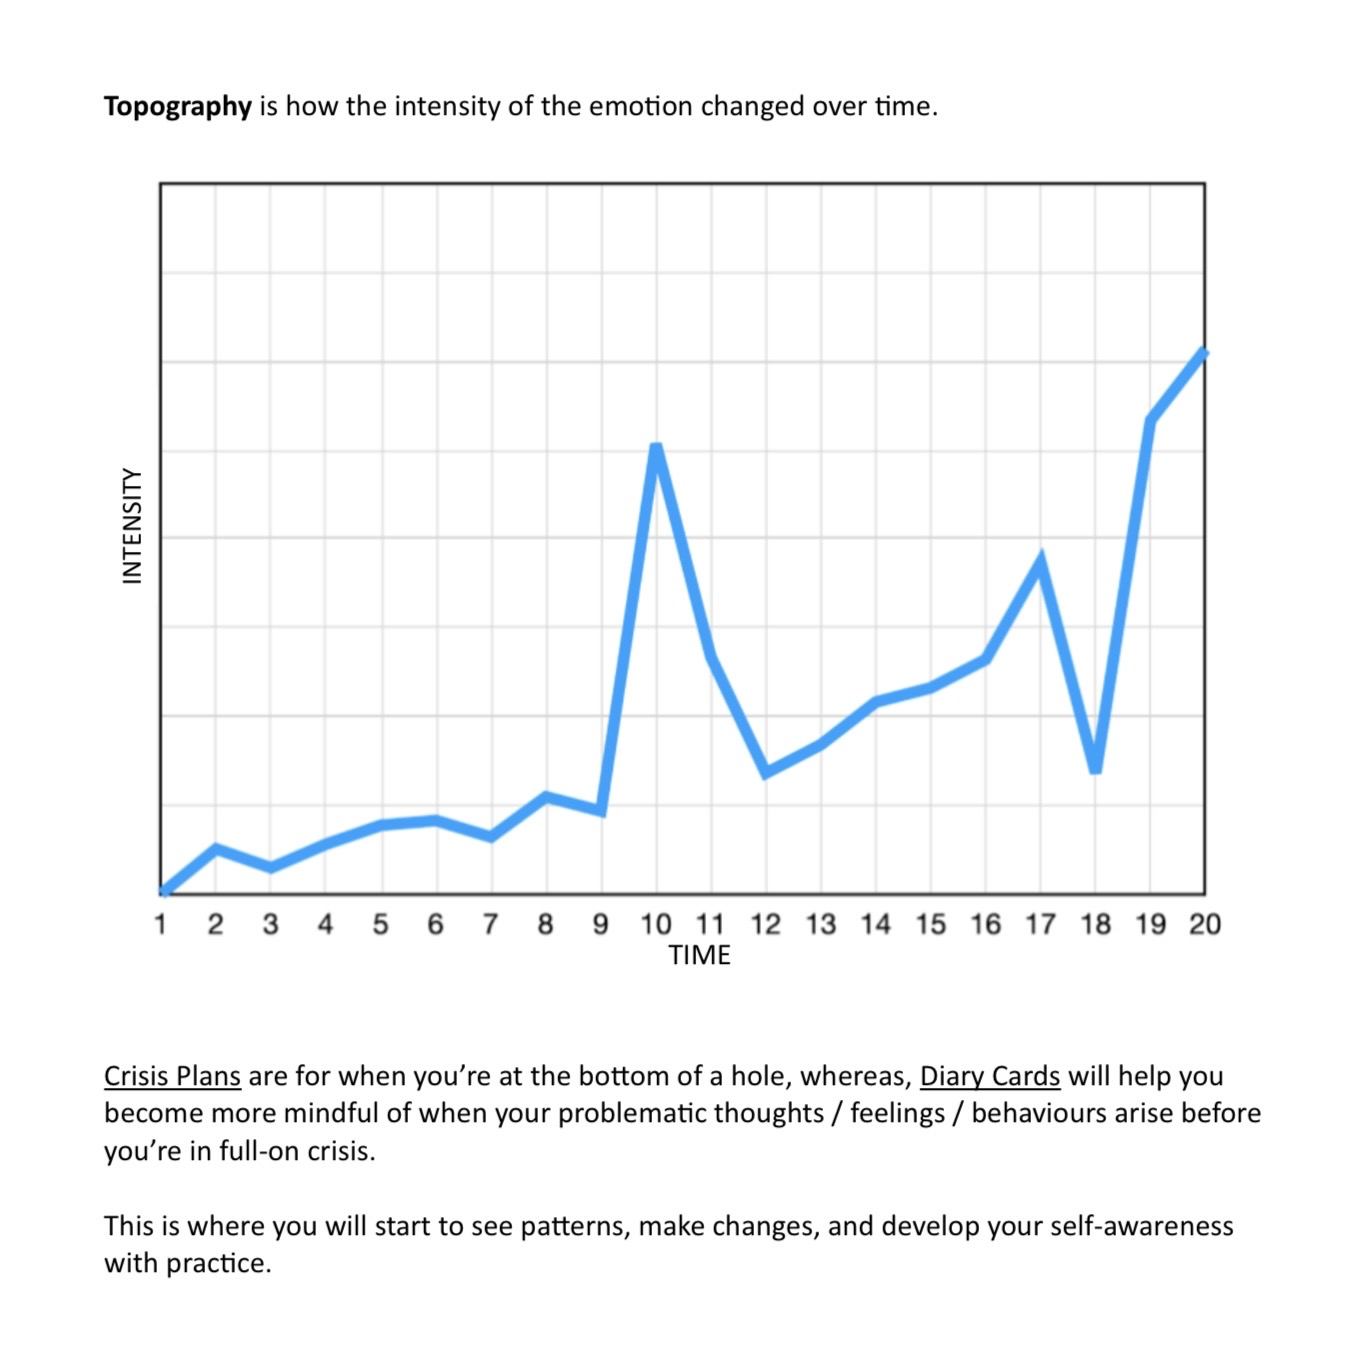 Topography is how the intensity of the emotion changed over time.
INTENSITY
1 2 3 4 5 6 7 8 9 10 11 12 13 14 15 16 17 18 19 20
TIME
Crisis Plans are for when you’re at the bottom of a hole, whereas, Diary Cards will help you
become more mindful of when your problematic thoughts / feelings / behaviours arise before
you’re in full-on crisis.
This is where you will start to see patterns, make changes, and develop your self-awareness
with practice.